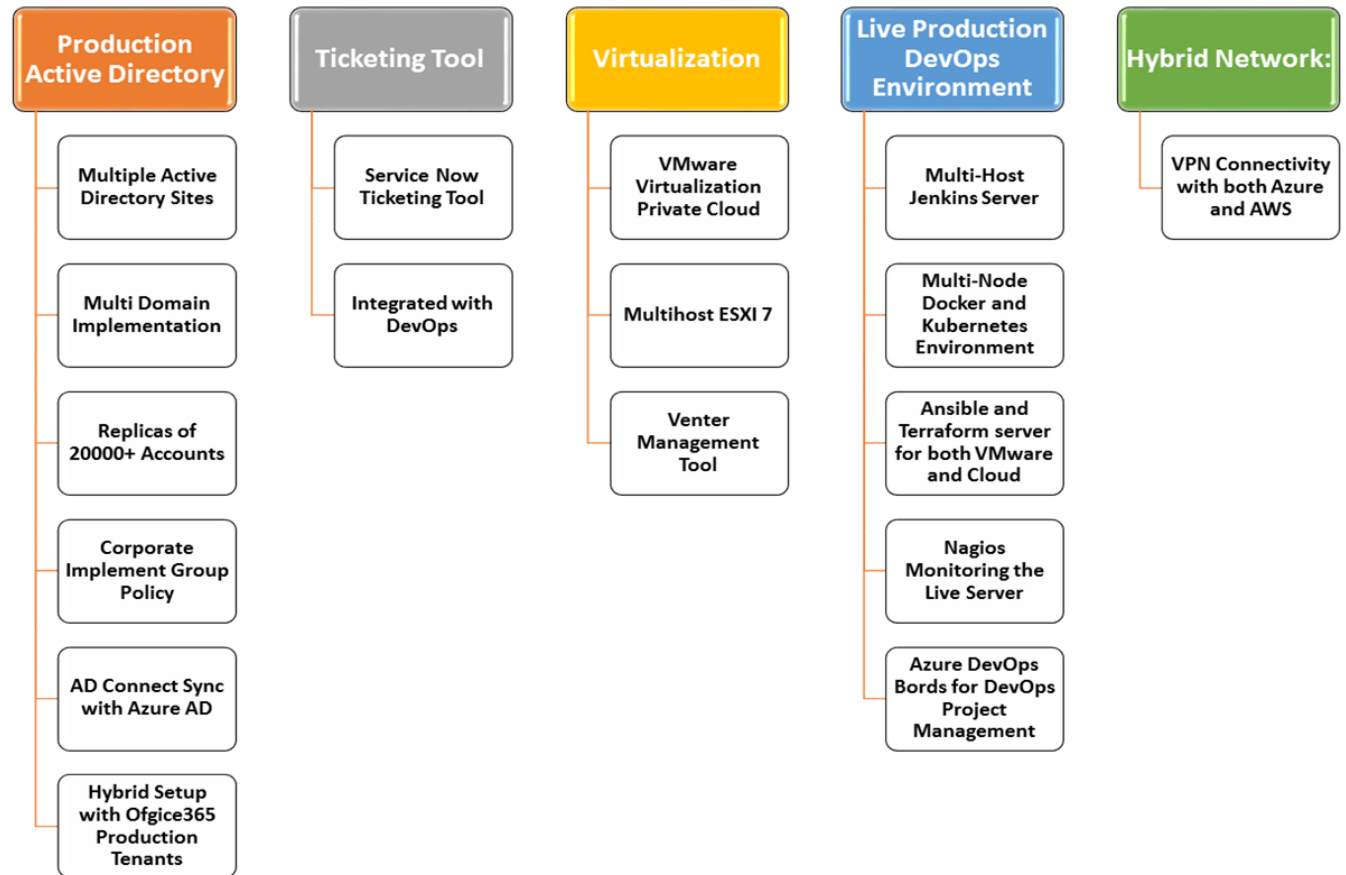 Production
Active Directory
Multiple Active
Directory Sites
Multi Domain
Implementation
Replicas of
20000+ Accounts
Corporate
Implement Group
Policy
AD Connect Sync
with Azure AD
Hybrid Setup
with Ofgice365
Production
Tenants
Ticketing Tool
Service Now
Ticketing Tool
Integrated with
DevOps
Virtualization
VMware
Virtualization
Private Cloud
Multihost ESXI 7
Venter
Management
Tool
Live Production
DevOps
Environment
Multi-Host
Jenkins Server
Multi-Node
Docker and
Kubernetes
Environment
Ansible and
Terraform server
for both VMware
and Cloud
Nagios
Monitoring the
Live Server
Azure DevOps
Bords for DevOps
Project
Management
Hybrid Network:
VPN Connectivity
with both Azure
and AWS